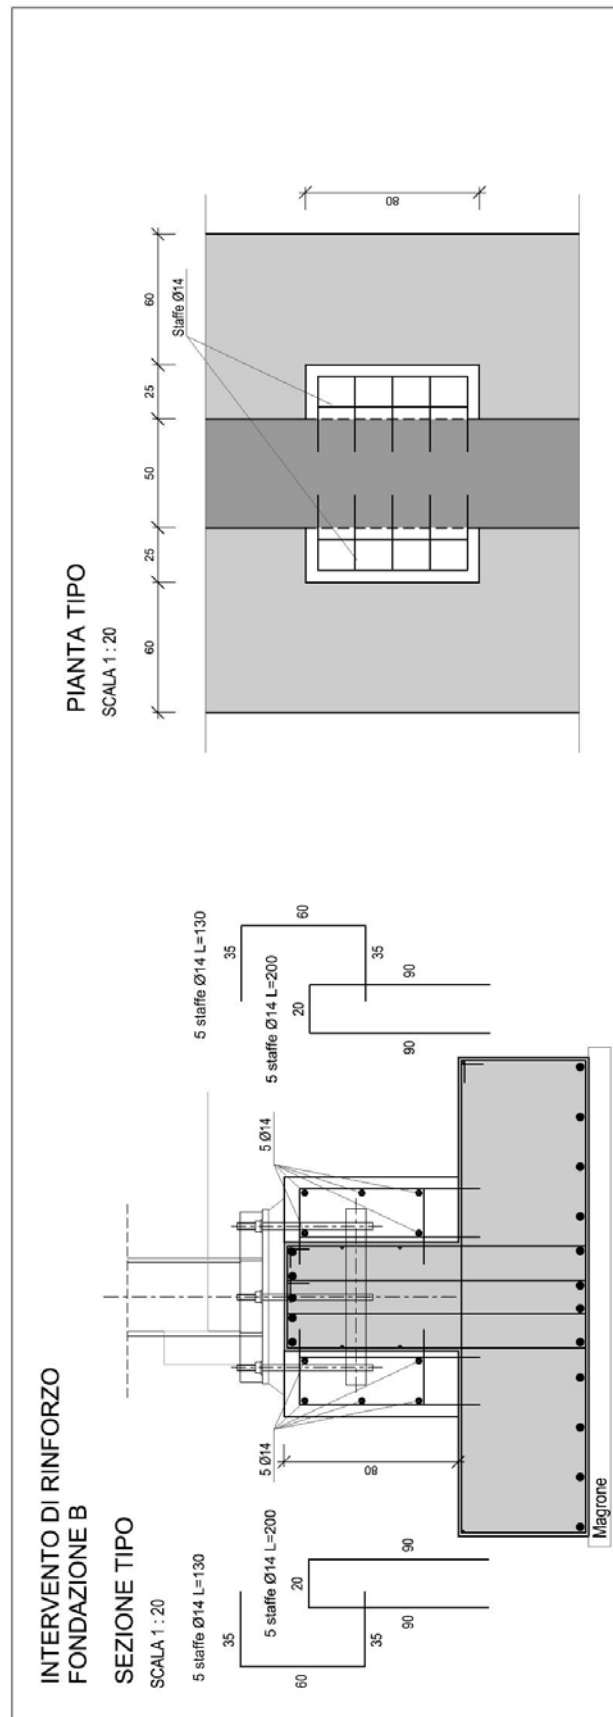 INTERVENTO DI RINFORZO
FONDAZIONE B
SEZIONE TIPO
SCALA 1 : 20
5 staffe Ø14 L=130
35
60
35
5 staffe Ø14 L=200
20
90
90
5 Ø14
80
5 Ø14
5 staffe Ø14 L=130
35
60
35
5 staffe Ø14 L=200
20
90
90
Magrone
PIANTA TIPO
SCALA 1 : 20
60
25
50
25
60
Staffe Ø14
80